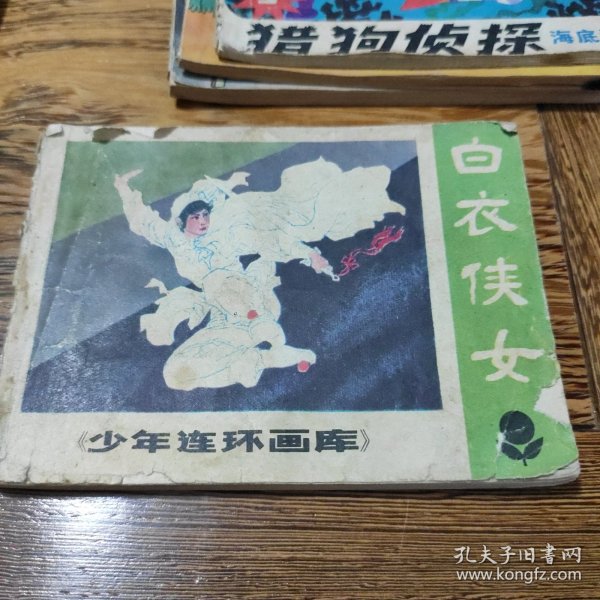 猎狗侦探
海底
白衣侠女
《少年连环画库》
孔夫子旧书网
www.kongfz.com